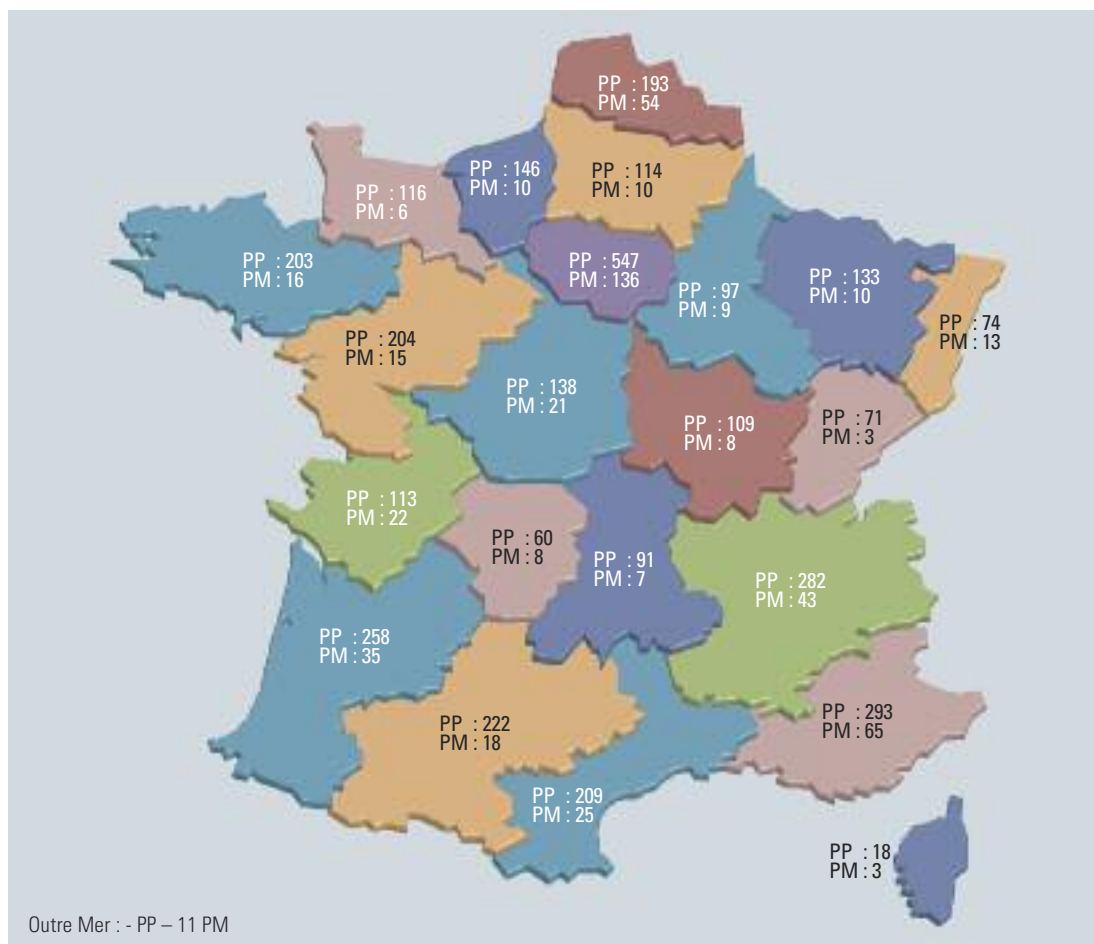 PP : 193
PM : 54
PP : 146
PM : 10
PP : 114
PM : 10
PP : 116
PM : 6
PP : 203
PM : 16
PP : 547
PM : 136
PP : 97
PM : 9
PP : 133
PM : 10
PP : 74
PM : 13
PP : 204
PM : 15
PP : 138
PM : 21
PP : 109
PM : 8
PP : 71
PM : 3
PP : 113
PM : 22
PP : 60
PM : 8
PP : 91
PM : 7
PP : 282
PM : 43
PP : 258
PM : 35
PP : 222
PM : 18
PP : 293
PM : 65
PP : 209
PM : 25
PP : 18
PM : 3
Outre Mer : - PP – 11 PM